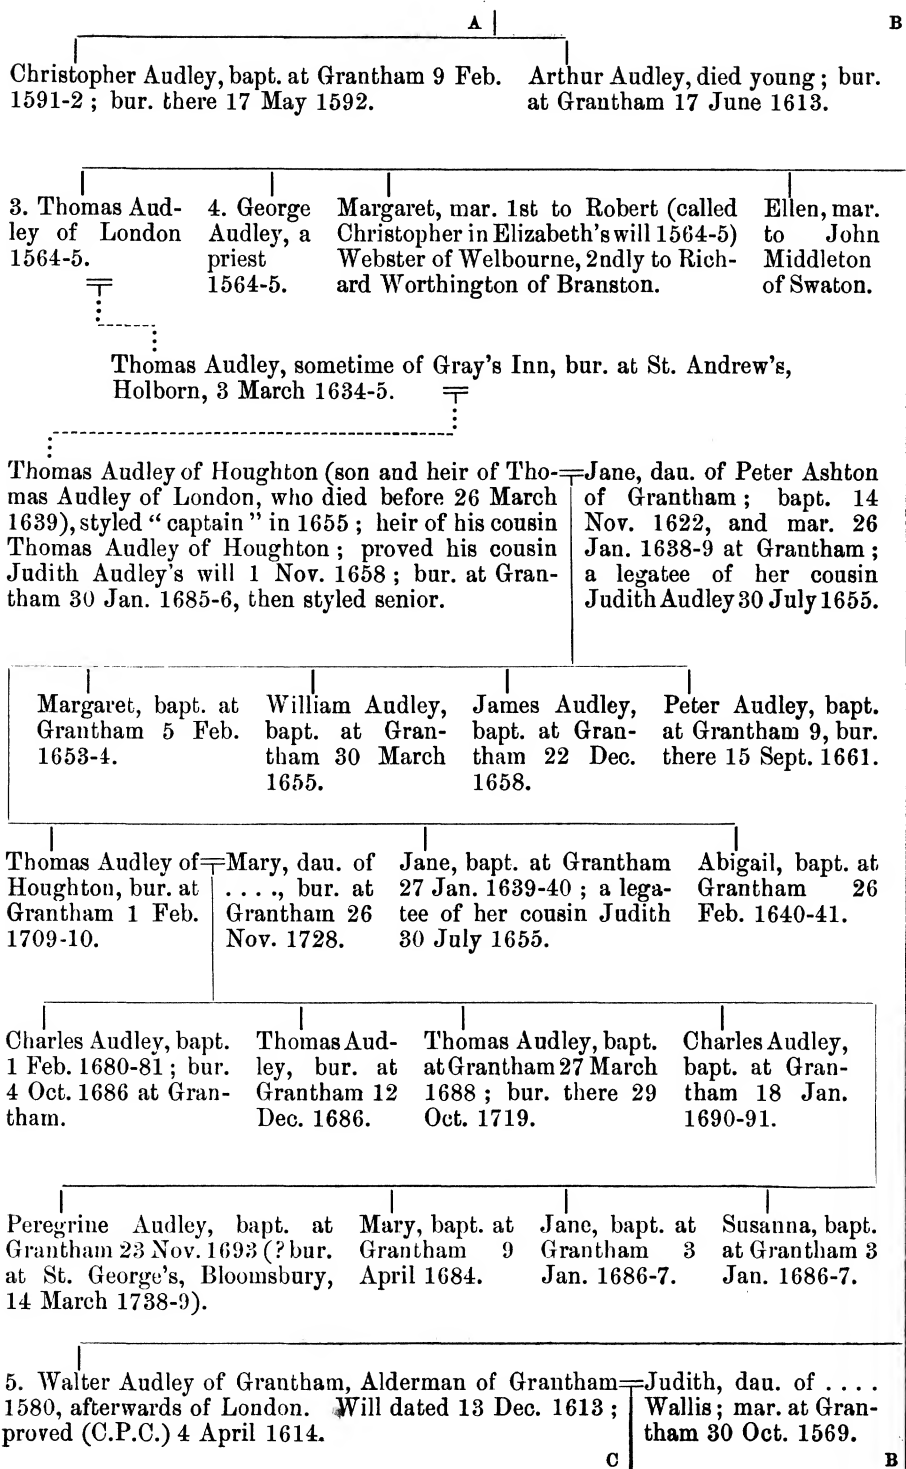 A B
Christopher Audley, bapt. at Grantham 9 Feb.
1591-2 ; bur. there 17 May 1592.
Arthur Audley, died young ; bur.
at Grantham 17 June 1613.
3. Thomas Aud-
ley of London
1564-5.
4. George
Audley, a
priest
1564-5.
Margaret, mar. 1st to Robert (called
Christopher in Elizabeth's will 1564-5)
Webster of Welbourne, 2ndly to Rich-
ard Worthington of Branston.
Ellen, mar.
to John
Middleton
of Swaton.
Thomas Audley, sometime of Gray's Inn, bur. at St. Andrew's,
Holborn, 3 March 1634-5.
Thomas Audley of Houghton (son and heir of Tho-
mas Audley of London, who died before 26 March
1639), styled " captain " in 1655 ; heir of his cousin
Thomas Audley of Houghton ; proved his cousin
Judith Audley's will 1 Nov. 1658 ; bur. at Gran-
tham 30 Jan. 1685-6, then styled senior.
Jane, dau. of Peter Ashton
of Grantham ; bapt. 14
Nov. 1622, and mar. 26
Jan. 1638-9 at Grantham ;
a legatee of her cousin
Judith Audley 30 July 1655.
Margaret, bapt. at
Grantham 5 Feb.
1653-4.
William Audley,
bapt. at Gran-
tham 30 March
1655.
James Audley,
bapt. at Gran-
tham 22 Dec.
1658.
Peter Audley, bapt.
at Grantham 9, bur.
there 15 Sept. 1661.
Thomas Audley of
Houghton, bur. at
Grantham 1 Feb.
1709-10.
Mary, dau. of
. . . ., bur. at
Grantham 26
Nov. 1728.
Jane, bapt. at Grantham
27 Jan. 1639-40 ; a lega-
tee of her cousin Judith
30 July 1655.
Abigail, bapt. at
Grantham 26
Feb. 1640-41.
Charles Audley, bapt.
1 Feb. 1680-81 ; bur.
4 Oct. 1686 at Gran-
tham.
Thomas Aud-
ley, bur. at
Grantham 12
Dec. 1686.
Thomas Audley, bapt.
at Grantham 27 March
1688 ; bur. there 29
Oct. 1719.
Charles Audley,
bapt. at Gran-
tham 18 Jan.
1690-91.
Peregrine Audley, bapt. at
Grantham 23 Nov. 1693 (? bur.
at St. George's, Bloomsbury,
14 March 1738-9).
Mary, bapt. at
Grantham 9
April 1684.
Jane, bapt. at
Grantham 3
Jan. 1686-7.
Susanna, bapt.
at Grantham 3
Jan. 1686-7.
5. Walter Audley of Grantham, Alderman of Grantham
1580, afterwards of London. Will dated 13 Dec. 1613 ;
proved (C.P.C.) 4 April 1614.
Judith, dau. of . . . .
Wallis ; mar. at Gran-
tham 30 Oct. 1569.
C B